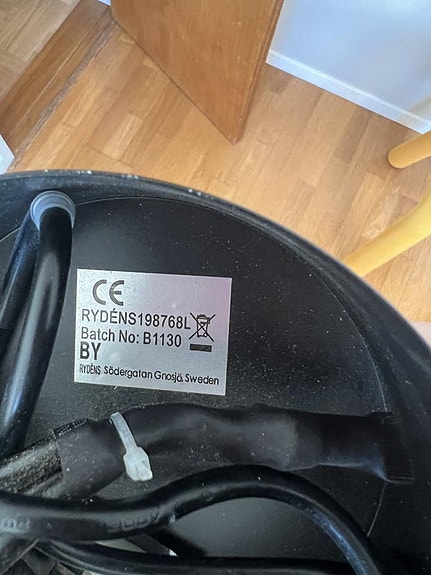 CE
RYDÉNS198768L
Batch No: B1130
BY
RYDÉNS Södergatan Gnosjö, Sweden